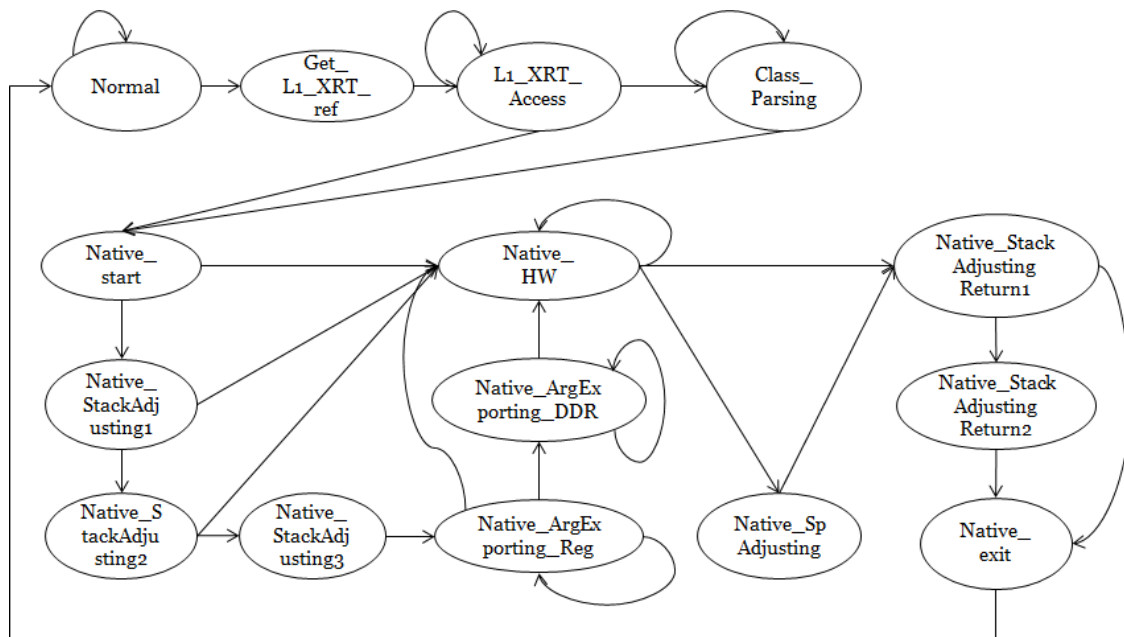 Normal
Get_
L1_XRT_
ref
L1_XRT_
Access
Class_
Parsing
Native_
start
Native_
HW
Native_Stack
Adjusting
Return1
Native_
StackAdj
usting1
Native_ArgEx
porting_DDR
Native_Stack
Adjusting
Return2
Native_S
tackAdju
sting2
Native_
StackAdj
usting3
Native_ArgEx
porting_Reg
Native_Sp
Adjusting
Native_
exit